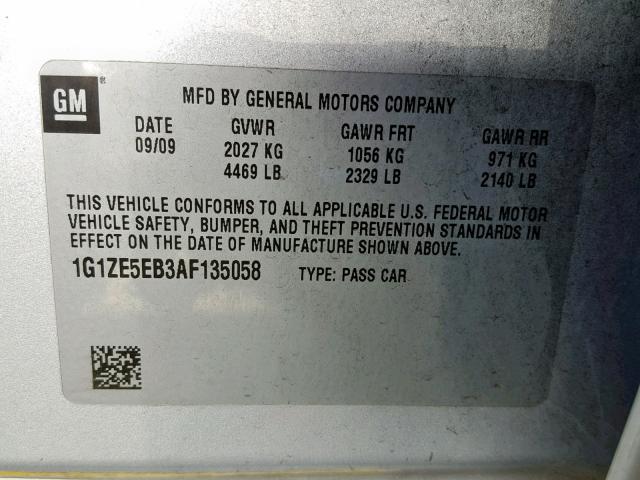 GM
MFD BY GENERAL MOTORS COMPANY
DATE GVWR GAWR FRT GAWR RR
09/09 2027 KG 1056 KG 971 KG
4469 LB 2329 LB 2140 LB
THIS VEHICLE CONFORMS TO ALL APPLICABLE U.S. FEDERAL MOTOR
VEHICLE SAFETY, BUMPER, AND THEFT PREVENTION STANDARDS IN
EFFECT ON THE DATE OF MANUFACTURE SHOWN ABOVE.
1G1ZE5EB3AF135058 TYPE: PASS CAR